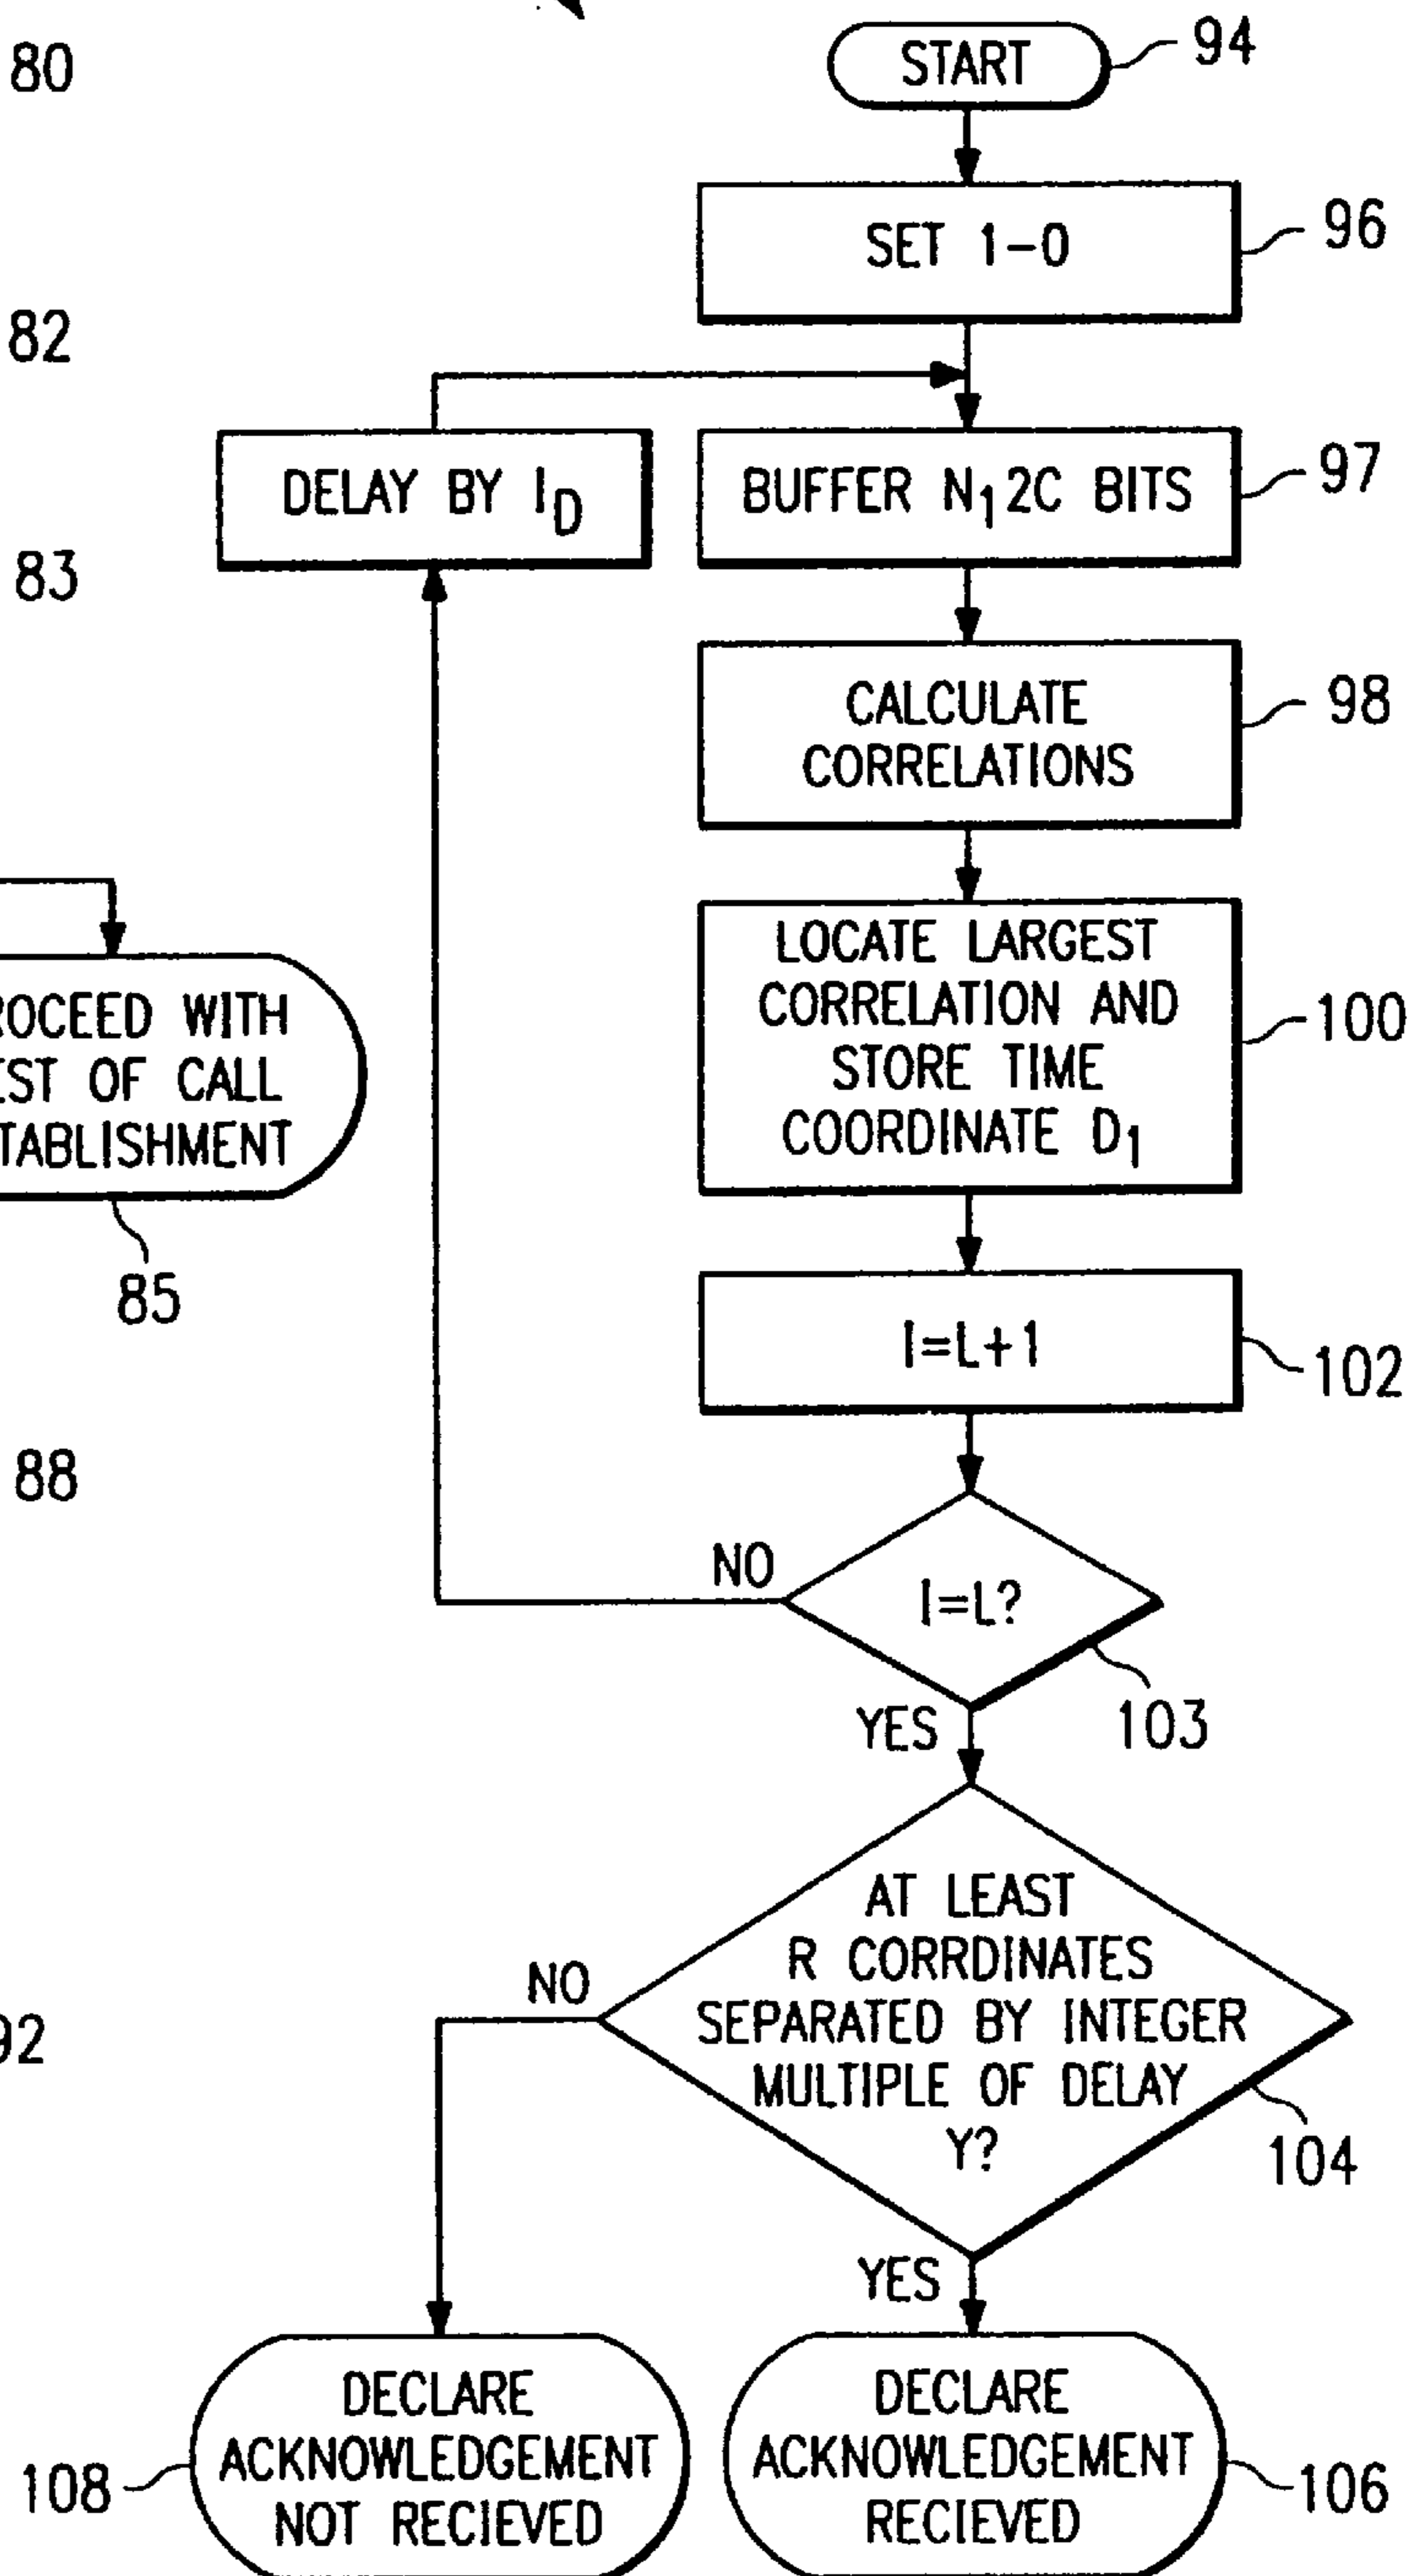 80
82
83
ROCEED WITH
EST OF CALL
TABLISHMENT
85
88
92
START
94
SET 1-0
96
DELAY BY I_D
BUFFER N₁2C BITS
97
CALCULATE
CORRELATIONS
98
LOCATE LARGEST
CORRELATION AND
STORE TIME
COORDINATE D₁
100
I=L+1
102
I=L?
103
NO
YES
AT LEAST
R CORRDINATES
SEPARATED BY INTEGER
MULTIPLE OF DELAY
Y?
104
NO
YES
DECLARE
ACKNOWLEDGEMENT
NOT RECIEVED
108
DECLARE
ACKNOWLEDGEMENT
RECIEVED
106